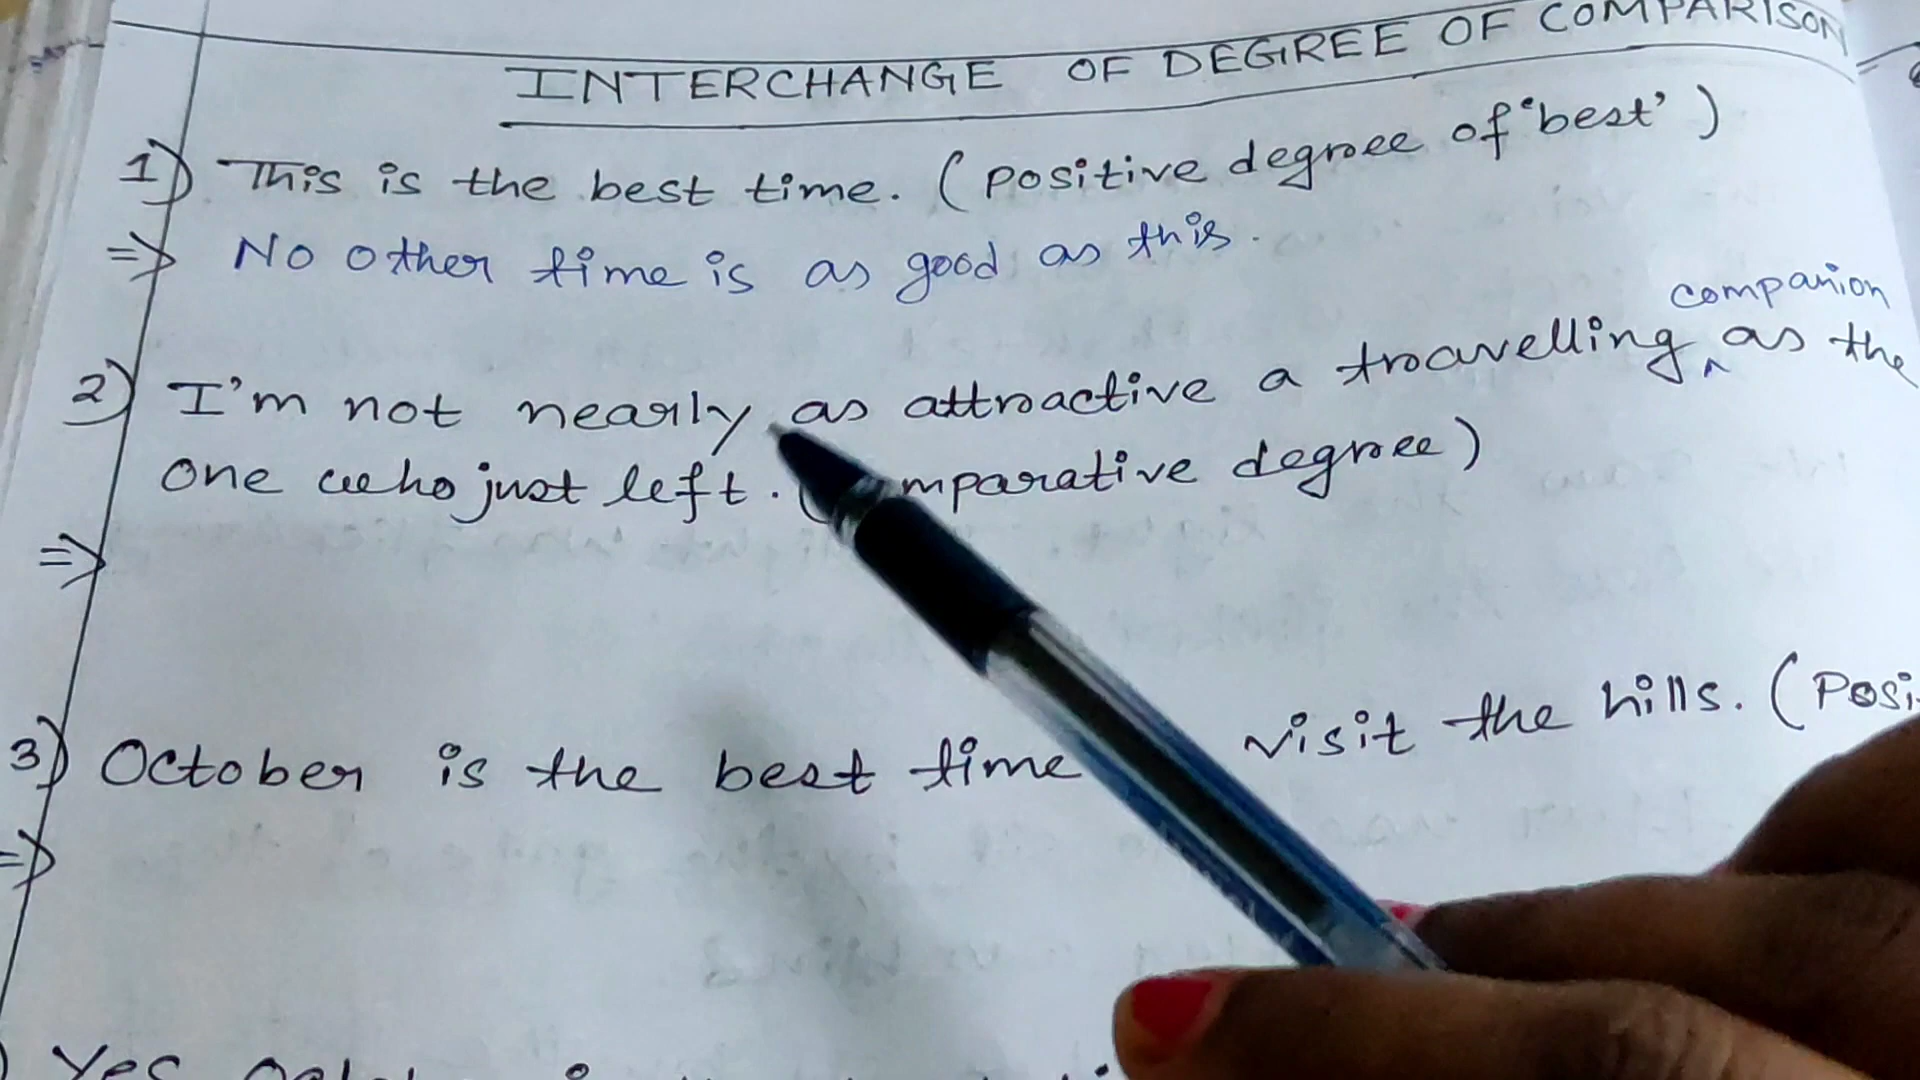 INTERCHANGE OF DEGREE OF COMPARISON
1) This is the best time. (Positive degree of 'best')
=> No other time is as good as this.
companion
2) I'm not nearly as attractive a travelling ^ as the
one who just left. ( mparative degree)
=>
3) October is the best time visit the hills. (Posi
=>
Yes